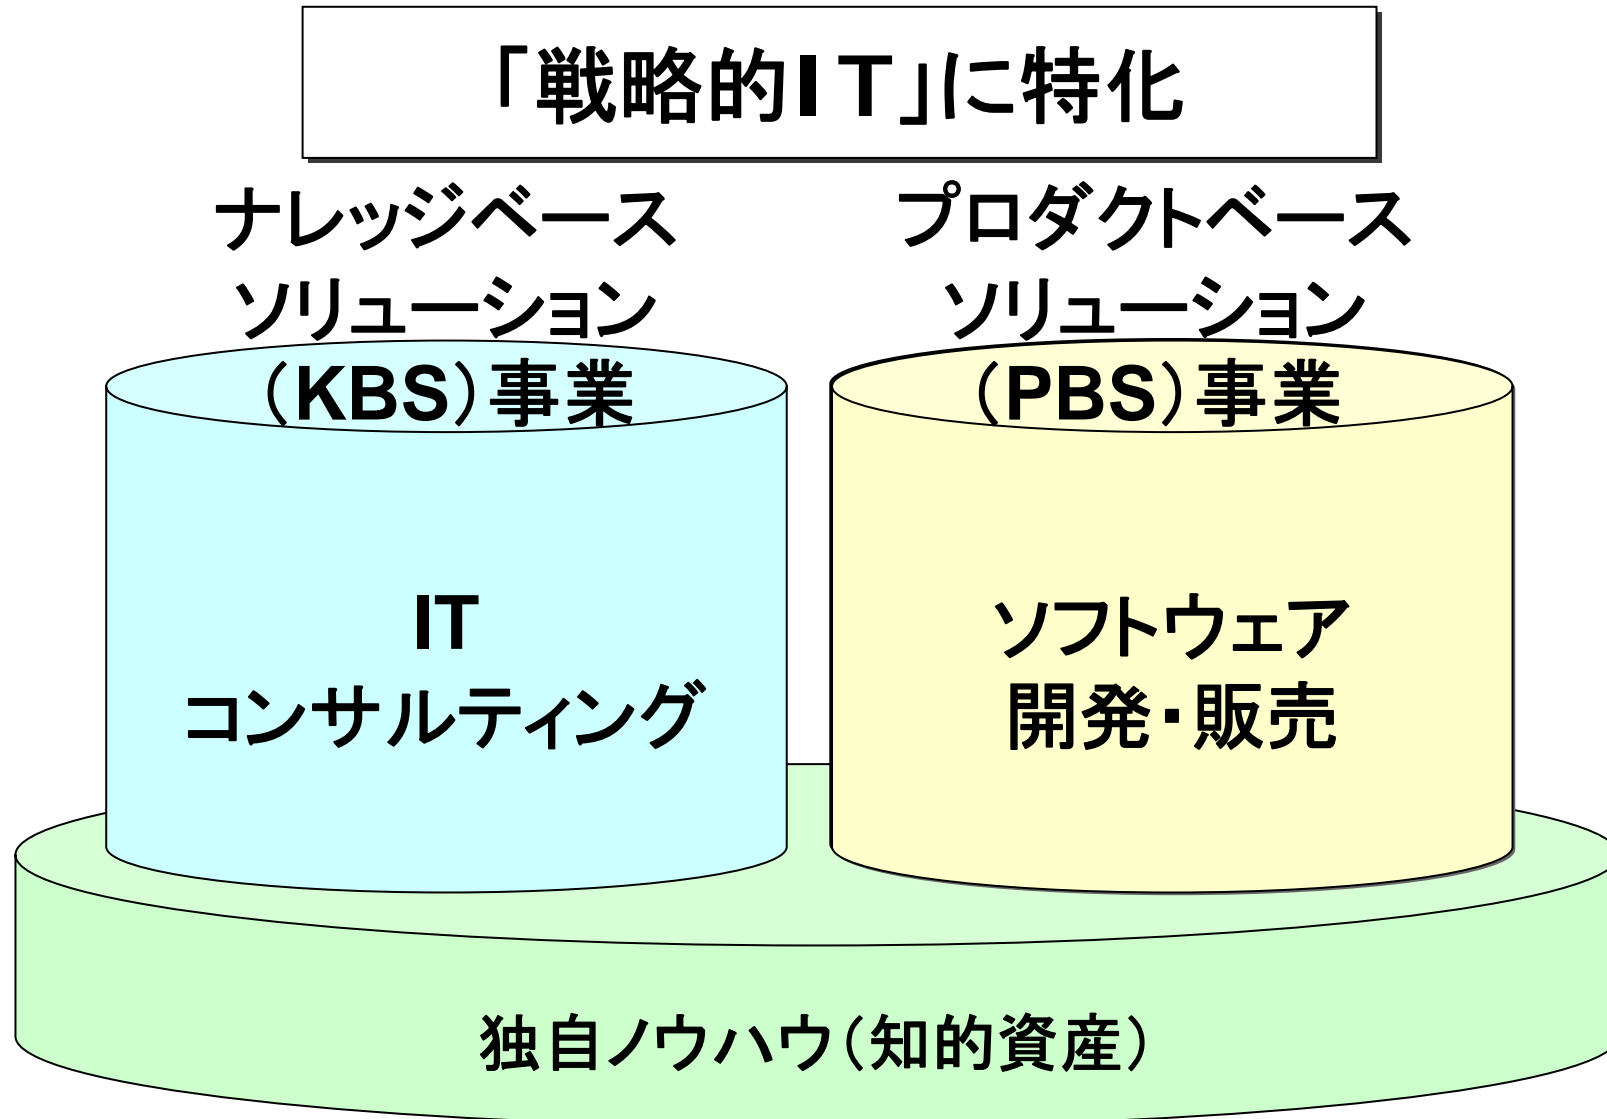 「戦略的ＩＴ」に特化
ナレッジベース
ソリューション
（KBS）事業
プロダクトベース
ソリューション
（PBS）事業
IT
コンサルティング
ソフトウェア
開発・販売
独自ノウハウ（知的資産）